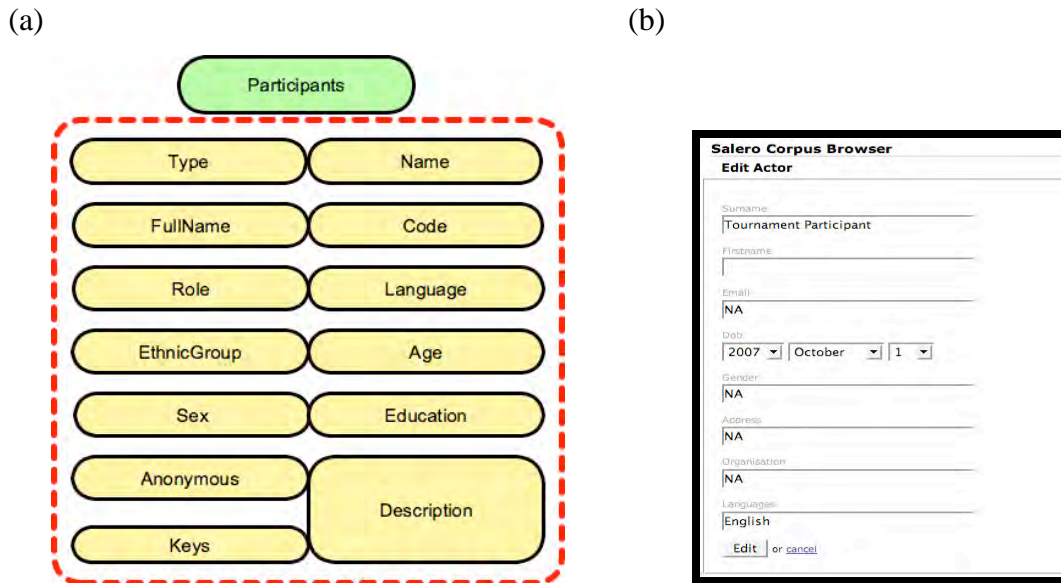 (a)
(b)
Participants
Type
Name
FullName
Code
Role
Language
EthnicGroup
Age
Sex
Education
Anonymous
Description
Keys
Salero Corpus Browser
Edit Actor
Surname
Tournament Participant
Firstname
Email
NA
Dob
2007 October 1
Gender
NA
Address
NA
Organisation
NA
Languages
English
Edit or cancel